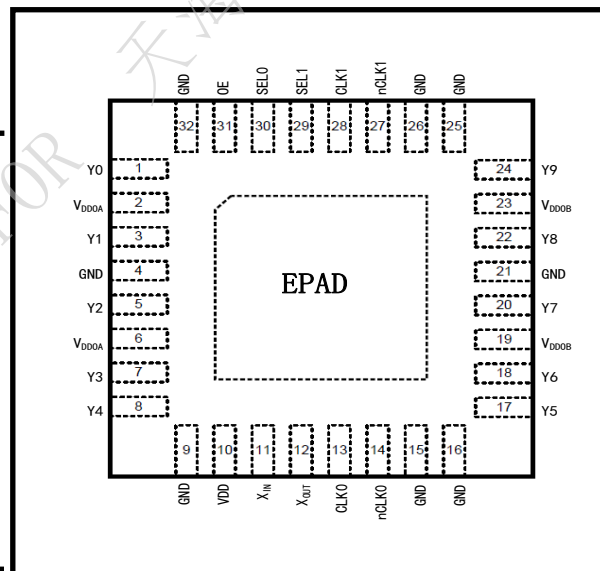 天海
TOR
GND OE SEL0 SEL1 CLK1 nCLK1 GND GND
32 31 30 29 28 27 26 25
Y0 1 24 Y9
VDDOA 2 23 VDDOB
Y1 3 22 Y8
GND 4 21 GND
EPAD
Y2 5 20 Y7
VDDOA 6 19 VDDOB
Y3 7 18 Y6
Y4 8 17 Y5
9 10 11 12 13 14 15 16
GND VDD XIN XOUT CLK0 nCLK0 GND GND